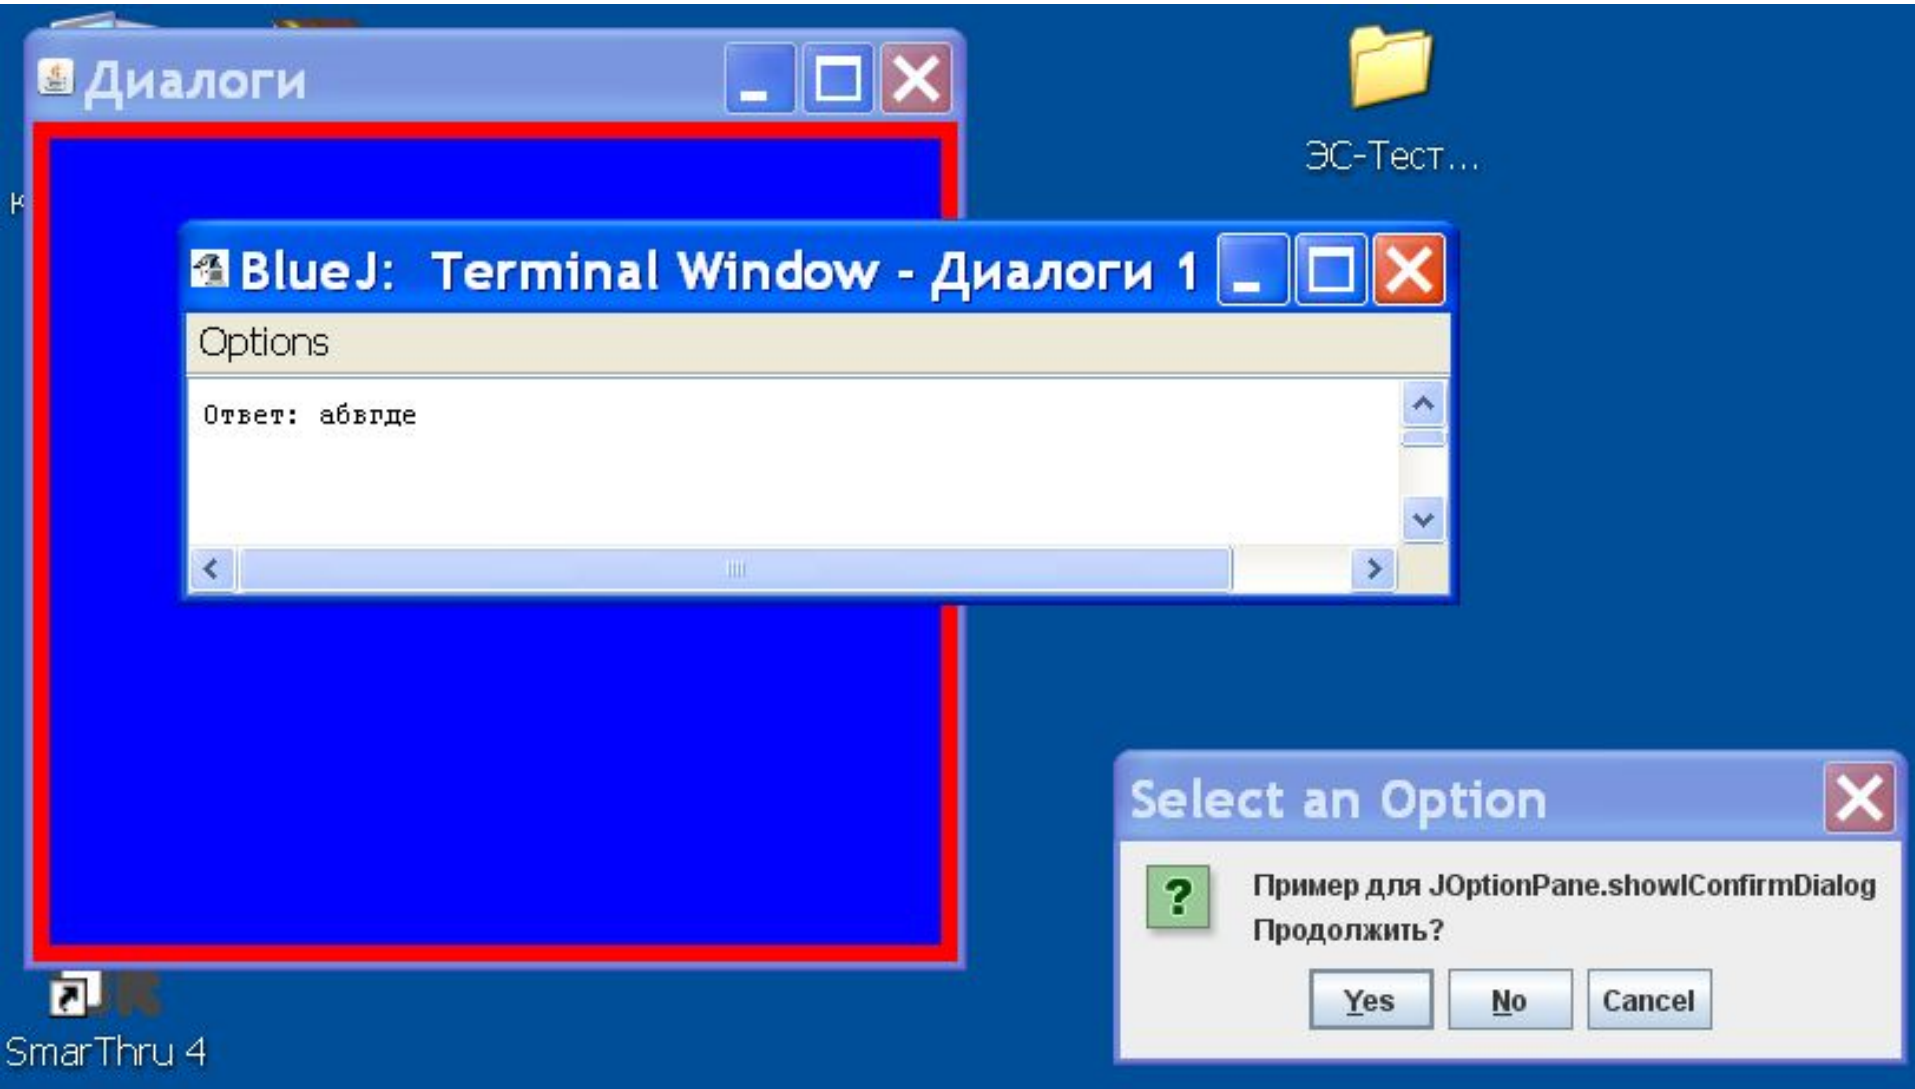 Диалоги
ЭС-Тест...
BlueJ: Terminal Window - Диалоги 1
Options
Ответ: абвгде
Select an Option
?
Пример для JOptionPane.showIConfirmDialog
Продолжить?
Yes No Cancel
SmarThru 4